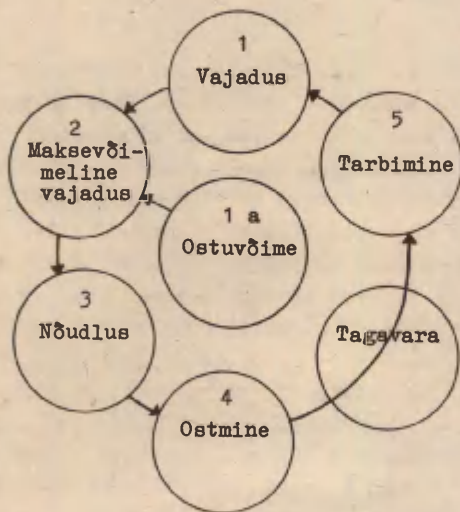 1
Vajadus
2
Maksevõi-
meline
vajadus
1 a
Ostuvõime
3
Nõudlus
4
Ostmine
Tagavara
5
Tarbimine